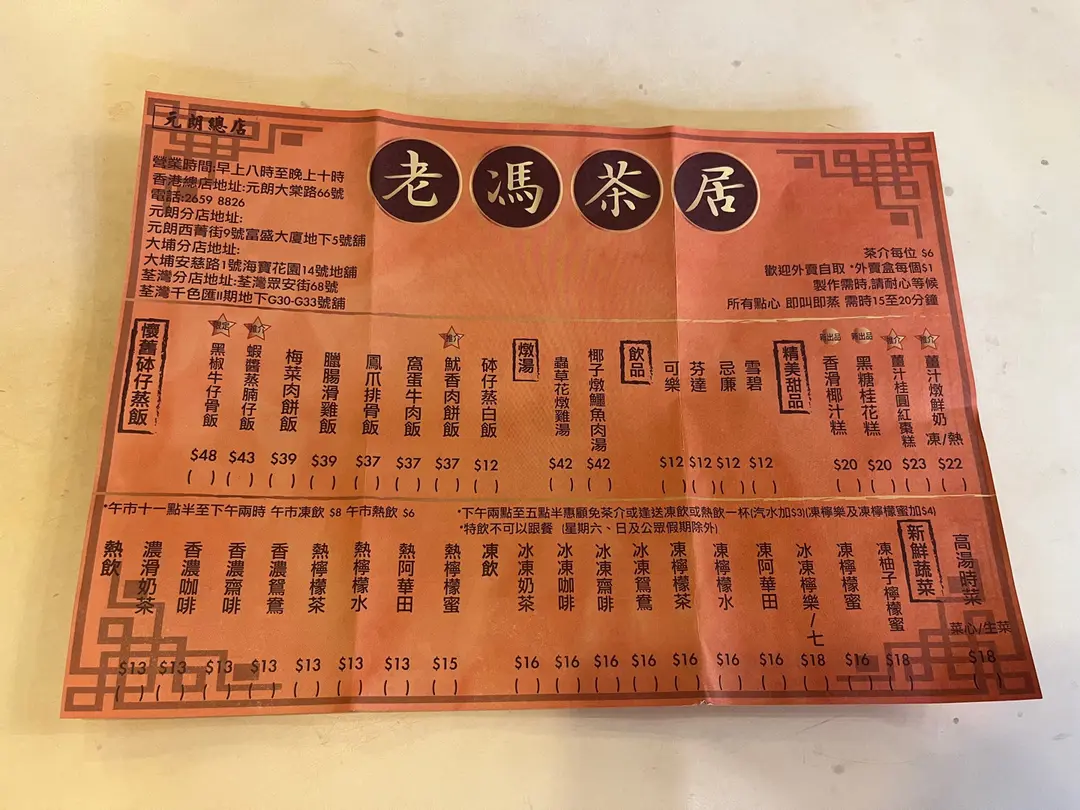 元朗總店
營業時間:早上八時至晚上十時
香港總店地址:元朗大棠路66號
電話:2659 8826
元朗分店地址:
元朗西菁街9號富盛大廈地下5號舖
大埔分店地址:
大埔安慈路1號海寶花園14號地舖
荃灣分店地址:荃灣眾安街68號
荃灣千色匯II期地下G30-G33號舖
老馮茶居
茶介每位 $6
歡迎外賣自取 *外賣盒每個$1
製作需時,請耐心等候
所有點心 即叫即蒸 需時15至20分鐘
懷舊砵仔蒸飯
限定 黑椒牛仔骨飯 $48 ( )
推介 蝦醬蒸腩仔飯 $43 ( )
梅菜肉餅飯 $39 ( )
臘腸滑雞飯 $39 ( )
鳳爪排骨飯 $37 ( )
窩蛋牛肉飯 $37 ( )
推介 魷香肉餅飯 $37 ( )
砵仔蒸白飯 $12 ( )
燉湯
蟲草花燉雞湯 $42 ( )
椰子燉鱷魚肉湯 $42 ( )
飲品
可樂 $12 ( )
芬達 $12 ( )
忌廉 $12 ( )
雪碧 $12 ( )
精美甜品
新出品 香滑椰汁糕 $20 ( )
新出品 黑糖桂花糕 $20 ( )
推介 薑汁桂圓紅棗糕 $23 ( )
推介 薑汁燉鮮奶 凍/熱 $22 ( )
*午市十一點半至下午兩時 午市凍飲 $8 午市熱飲 $6
*下午兩點至五點半惠顧免茶介或達送凍飲或熱飲一杯(汽水加$3)(凍檸樂及凍檸檬蜜加$4)
*特飲不可以跟餐 (星期六、日及公眾假期除外)
熱飲
濃滑奶茶 $13 ( )
香濃咖啡 $13 ( )
香濃齋啡 $13 ( )
香濃鴛鴦 $13 ( )
熱檸檬茶 $13 ( )
熱檸檬水 $13 ( )
熱阿華田 $13 ( )
熱檸檬蜜 $15 ( )
凍飲
冰凍奶茶 $16 ( )
冰凍咖啡 $16 ( )
冰凍齋啡 $16 ( )
冰凍鴛鴦 $16 ( )
凍檸檬茶 $16 ( )
凍檸檬水 $16 ( )
凍阿華田 $16 ( )
冰凍檸樂/七 $18 ( )
凍檸檬蜜 $16 ( )
凍柚子檸檬蜜 $18 ( )
新鮮蔬菜
高湯時菜 菜心/生菜 $18 ( )